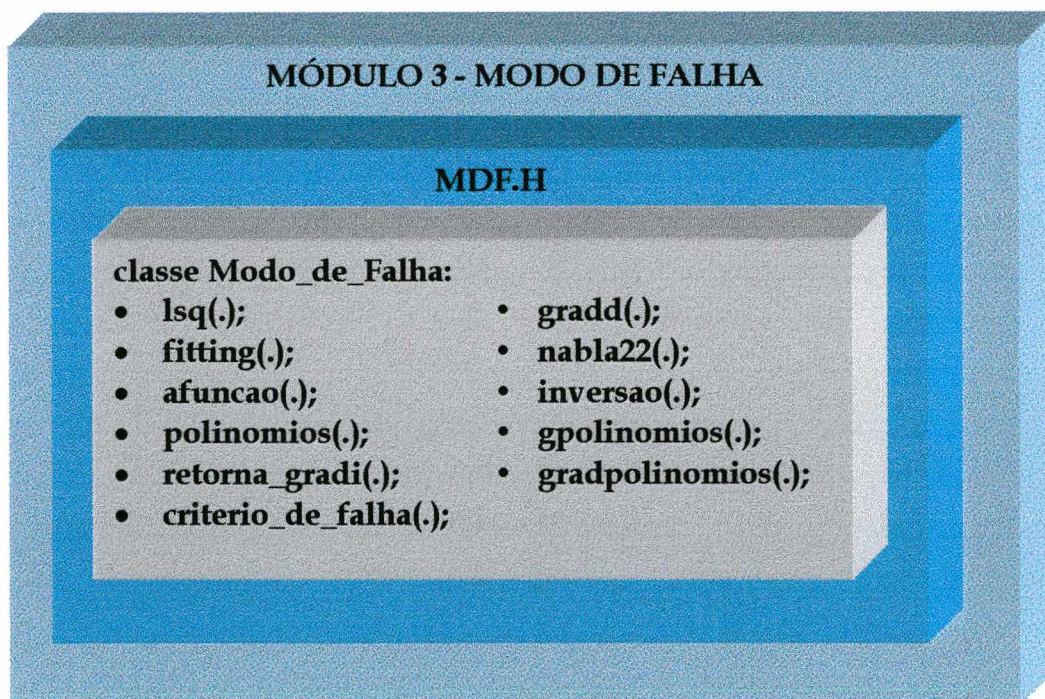 MÓDULO 3 - MODO DE FALHA
MDF.H
classe Modo_de_Falha:
• lsq(.);
• fitting(.);
• afuncao(.);
• polinomios(.);
• retorna_gradi(.);
• criterio_de_falha(.);
• gradd(.);
• nabla22(.);
• inversao(.);
• gpolinomios(.);
• gradpolinomios(.);